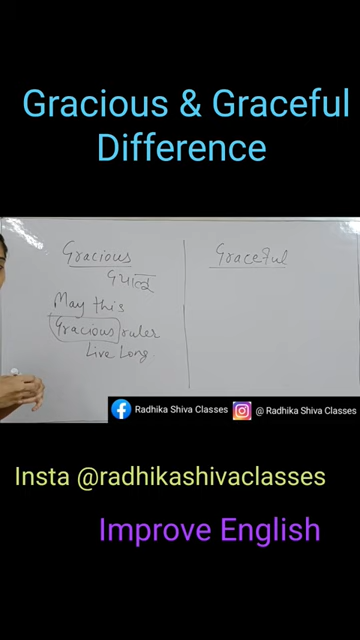 Gracious & Graceful
Difference
Gracious
दयालु
May this
Gracious ruler
Live Long.
Graceful
Radhika Shiva Classes
@ Radhika Shiva Classes
Insta @radhikashivaclasses
Improve English